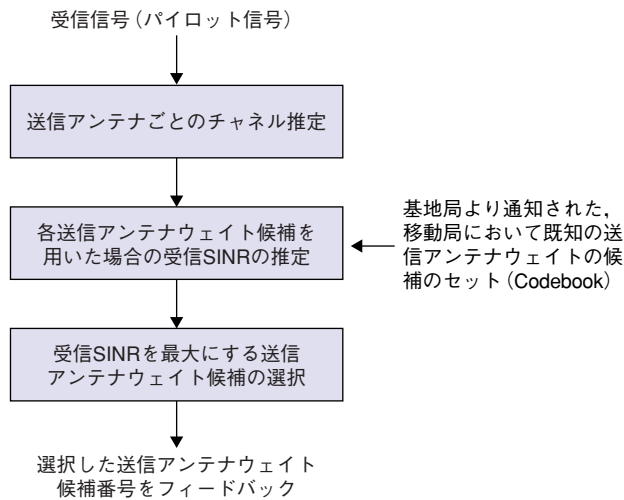 受信信号（パイロット信号）
送信アンテナごとのチャネル推定
各送信アンテナウェイト候補を
用いた場合の受信SINRの推定
基地局より通知された，
移動局において既知の送
信アンテナウェイトの候
補のセット（Codebook）
受信SINRを最大にする送信
アンテナウェイト候補の選択
選択した送信アンテナウェイト
候補番号をフィードバック